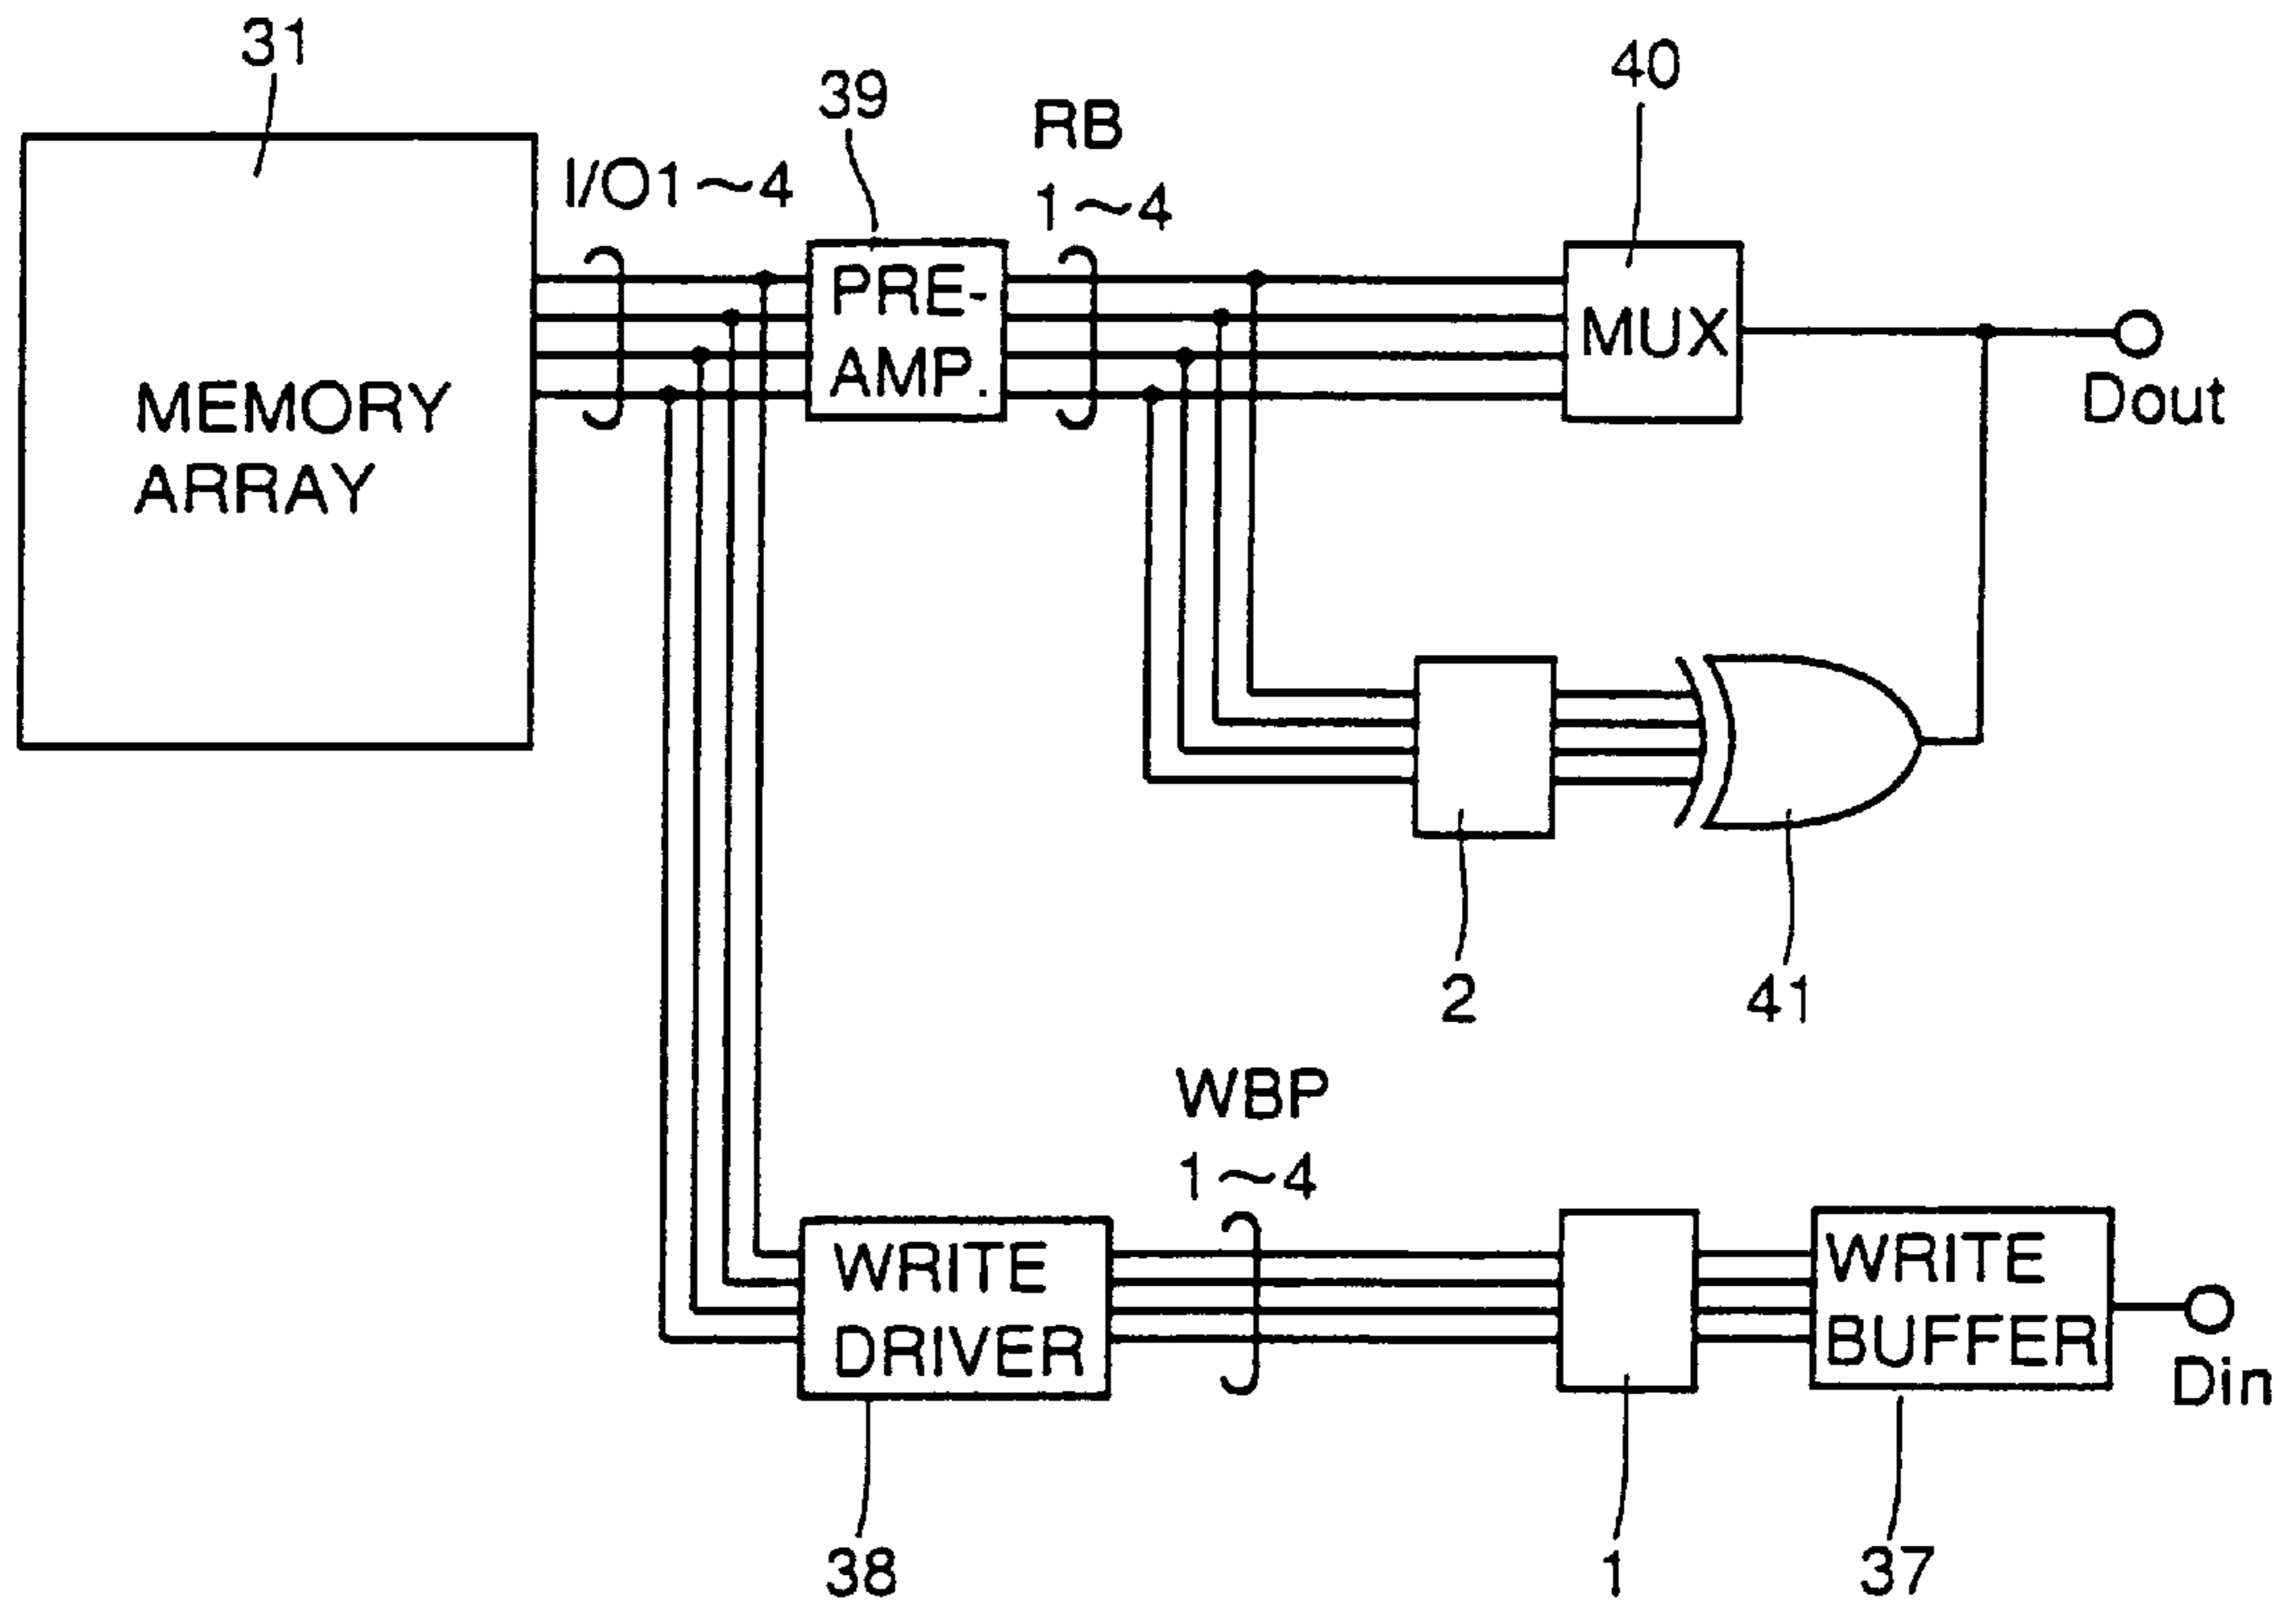 31
39
RB
40
I/O1~4
1~4
PRE-
AMP.
MUX
MEMORY
ARRAY
Dout
2
41
WBP
1~4
WRITE
DRIVER
WRITE
BUFFER
Din
38
1
37